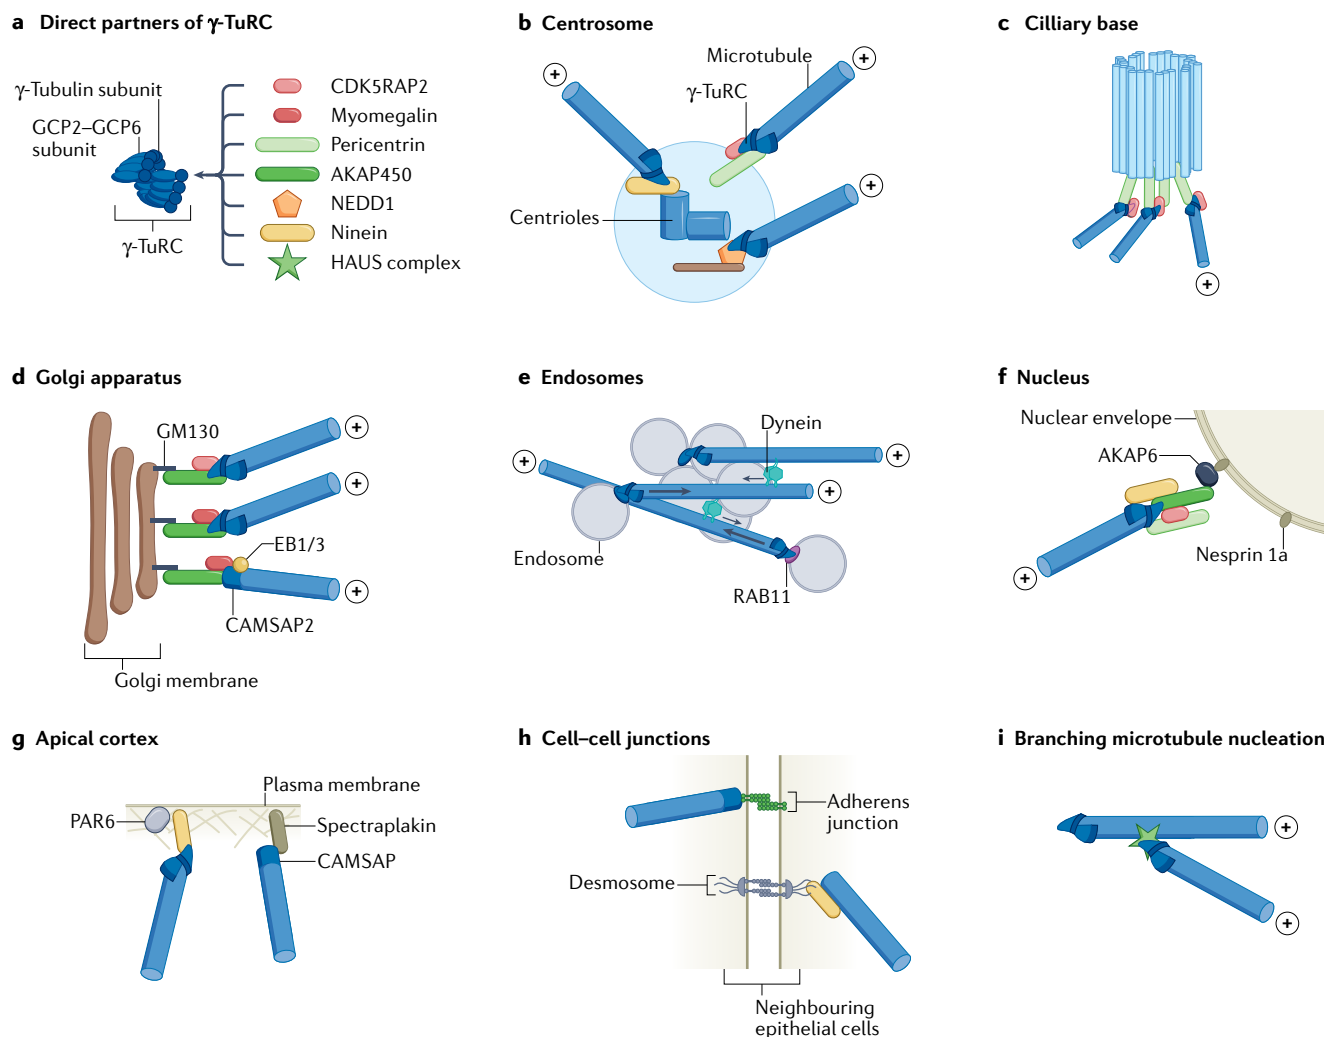 a Direct partners of γ-TuRC
γ-Tubulin subunit
GCP2–GCP6
subunit
γ-TuRC
CDK5RAP2
Myomegalin
Pericentrin
AKAP450
NEDD1
Ninein
HAUS complex
b Centrosome
Microtubule
γ-TuRC
Centrioles
+
+
+
c Cilliary base
+
d Golgi apparatus
GM130
+
+
EB1/3
+
CAMSAP2
Golgi membrane
e Endosomes
Dynein
+
+
+
Endosome
RAB11
f Nucleus
Nuclear envelope
AKAP6
Nesprin 1a
+
g Apical cortex
Plasma membrane
PAR6
Spectraplakin
CAMSAP
h Cell–cell junctions
Adherens
junction
Desmosome
Neighbouring
epithelial cells
i Branching microtubule nucleation
+
+